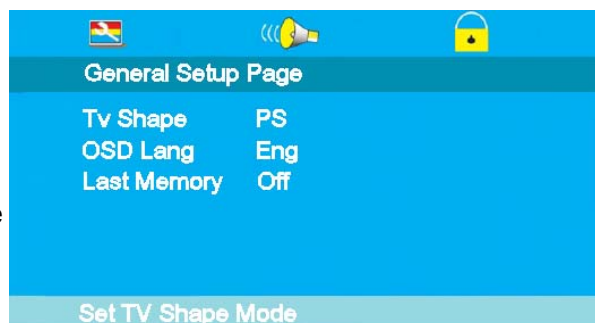 General Setup Page
Tv Shape PS
OSD Lang Eng
Last Memory Off
e
Set TV Shape Mode